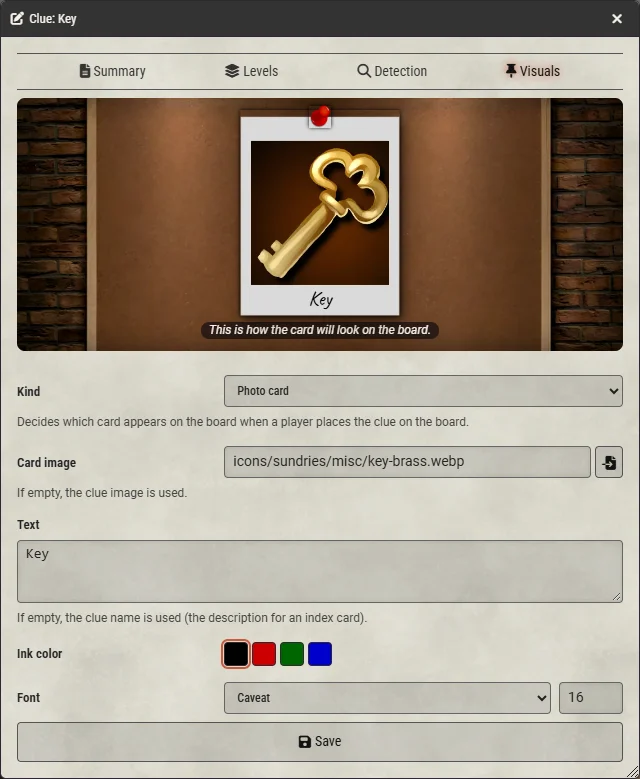 Clue: Key
Summary
Levels
Detection
Visuals
Key
This is how the card will look on the board.
Kind
Photo card
Decides which card appears on the board when a player places the clue on the board.
Card image
icons/sundries/misc/key-brass.webp
If empty, the clue image is used.
Text
Key
If empty, the clue name is used (the description for an index card).
Ink color
Font
Caveat
16
Save